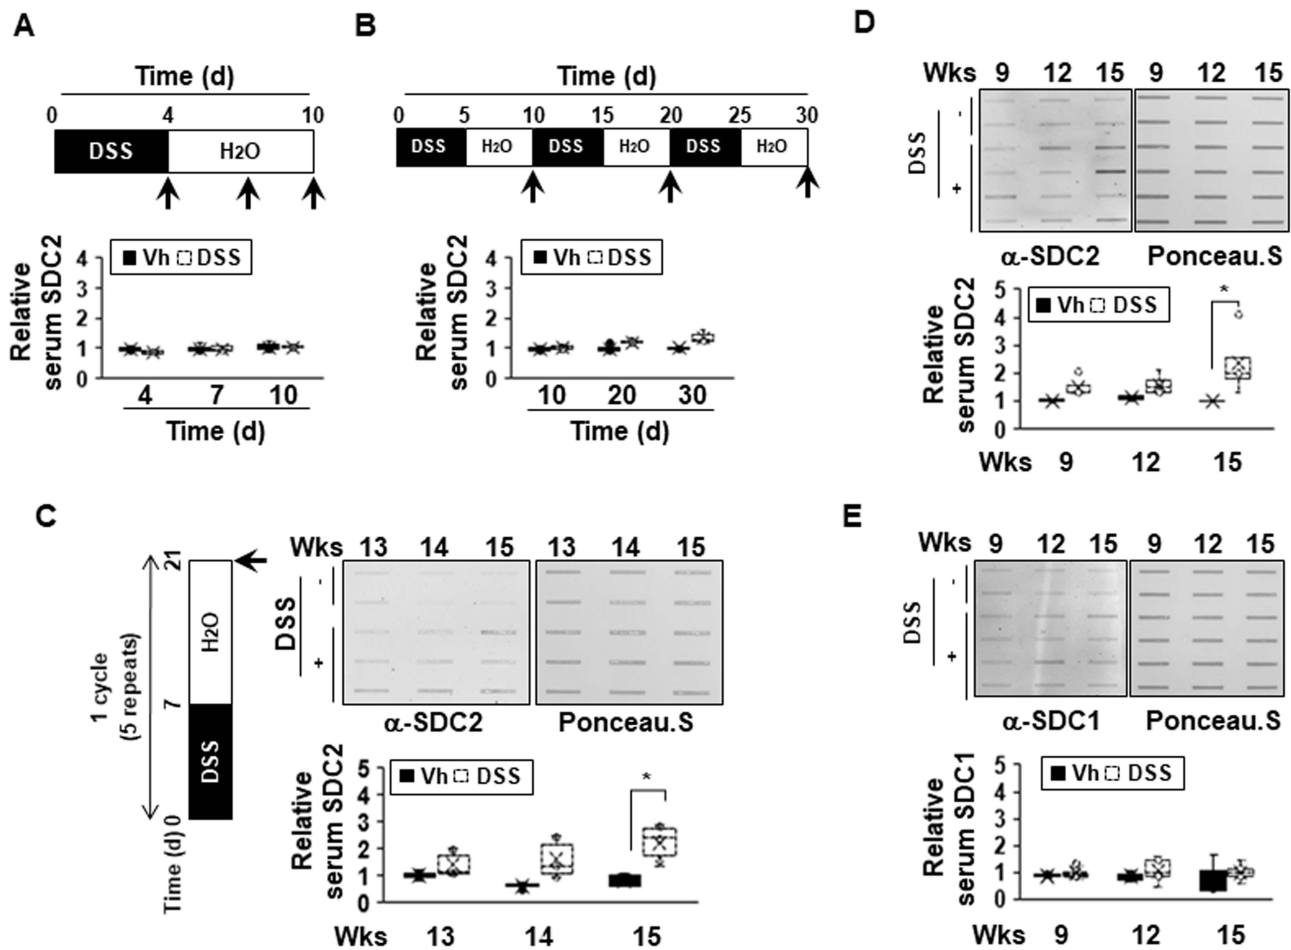 A
Time (d)
0 4 10
DSS H2O
Relative
serum SDC2
Vh DSS
4
3
2
1
0
4 7 10
Time (d)
B
Time (d)
0 5 10 15 20 25 30
DSS H2O DSS H2O DSS H2O
Relative
serum SDC2
Vh DSS
4
3
2
1
0
10 20 30
Time (d)
C
1 cycle
(5 repeats)
21
7
Time (d) 0
H2O
DSS
Wks 13 14 15 13 14 15
DSS
-
+
α-SDC2 Ponceau.S
Relative
serum SDC2
Vh DSS
*
5
4
3
2
1
0
Wks 13 14 15
D
Wks 9 12 15 9 12 15
DSS
-
+
α-SDC2 Ponceau.S
Relative
serum SDC2
Vh DSS
*
5
4
3
2
1
0
Wks 9 12 15
E
Wks 9 12 15 9 12 15
DSS
-
+
α-SDC1 Ponceau.S
Relative
serum SDC1
Vh DSS
5
4
3
2
1
0
Wks 9 12 15